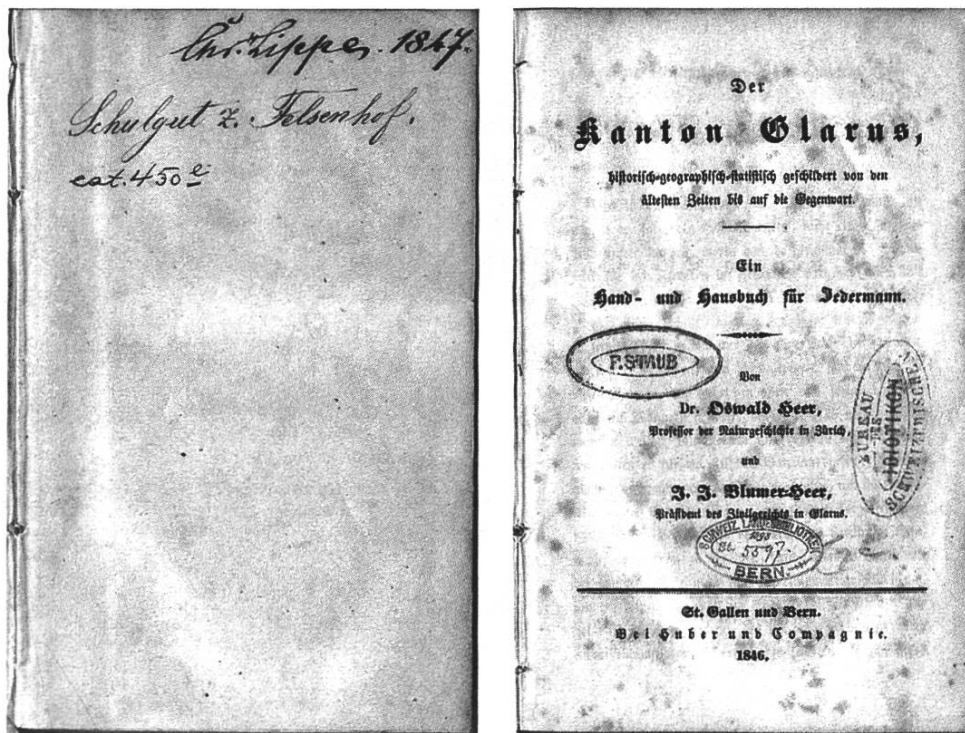 Chr. Lippe. 1847.
Schulgut z. Felsenhof.
cat. 450 e
Der
Kanton Glarus,
historisch-geographisch-statistisch geschildert von den
ältesten Zeiten bis auf die Gegenwart.
Ein
Hand- und Hausbuch für Jedermann.
F. STAUB
Von
Dr. Oswald Heer,
Professor der Naturgeschichte in Zürich,
und
J. J. Blumer-Heer,
Präsident des Zivilgerichts in Glarus.
BUREAU
DES
IDIOTIKON
SCHWEIZERISCHEN
SCHWEIZ. LANDESBIBLIOTHEK
St. 5597.
BERN.
St. Gallen und Bern.
Bei Huber und Compagnie.
1846.